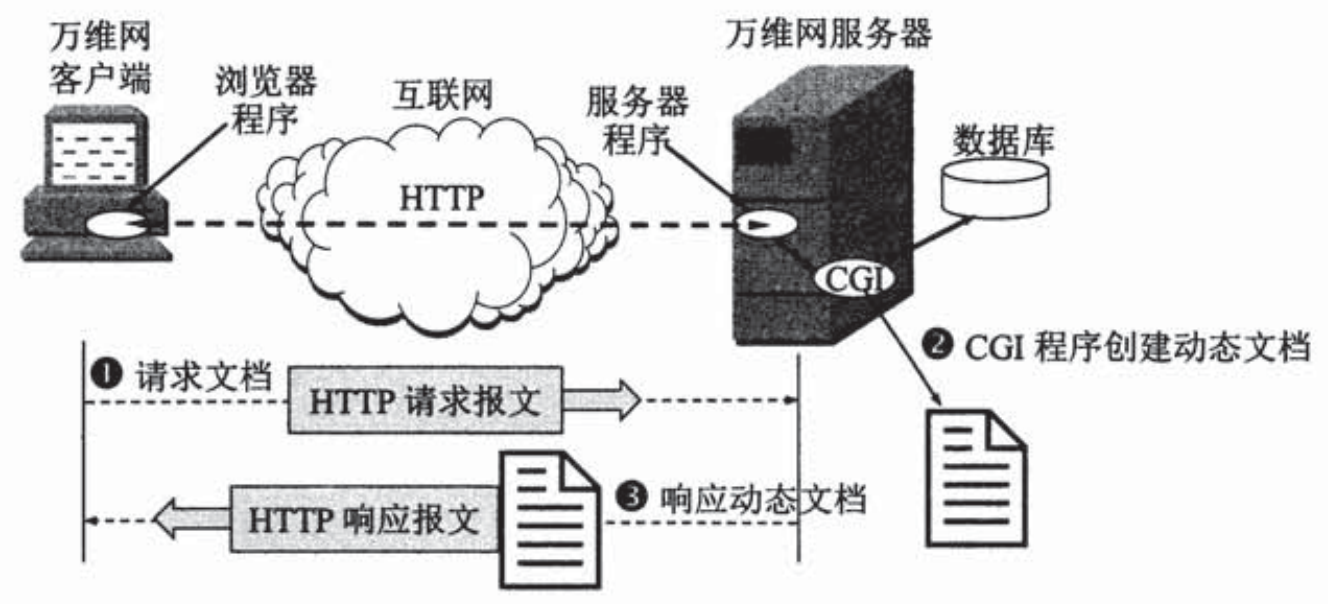 万维网
客户端
浏览器
程序
互联网
服务器
程序
万维网服务器
数据库
HTTP
CGI
❶ 请求文档
HTTP 请求报文
❷ CGI 程序创建动态文档
❸ 响应动态文档
HTTP 响应报文